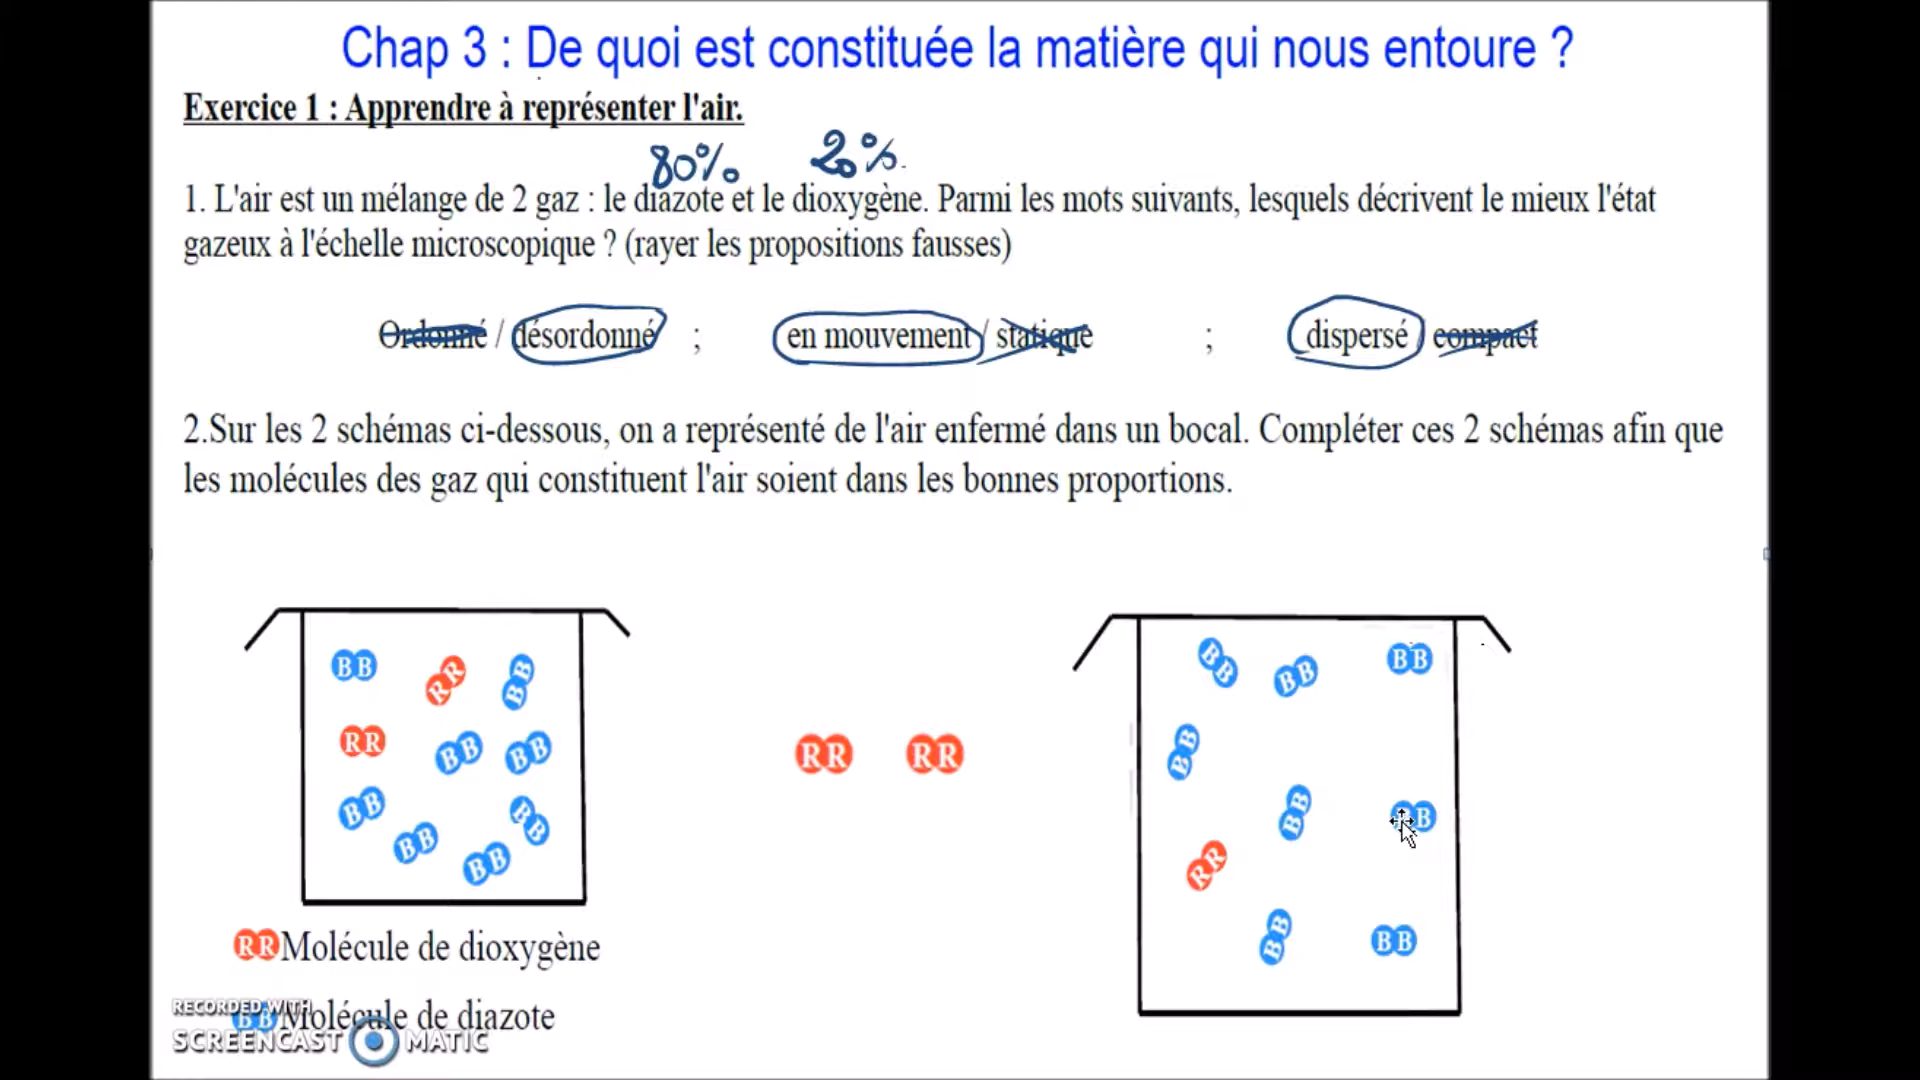 Chap 3 : De quoi est constituée la matière qui nous entoure ?
Exercice 1 : Apprendre à représenter l'air.
80% 20%
1. L'air est un mélange de 2 gaz : le diazote et le dioxygène. Parmi les mots suivants, lesquels décrivent le mieux l'état
gazeux à l'échelle microscopique ? (rayer les propositions fausses)
Ordonné / désordonné ; en mouvement / statique ; dispersé / compact
2.Sur les 2 schémas ci-dessous, on a représenté de l'air enfermé dans un bocal. Compléter ces 2 schémas afin que
les molécules des gaz qui constituent l'air soient dans les bonnes proportions.
BB RR BB
RR BB BB
BB BB BB BB
RR RR
BB BB BB
BB
BB BB
RR
BB BB
RR Molécule de dioxygène
BB Molécule de diazote
RECORDED WITH
SCREENCAST MATIC